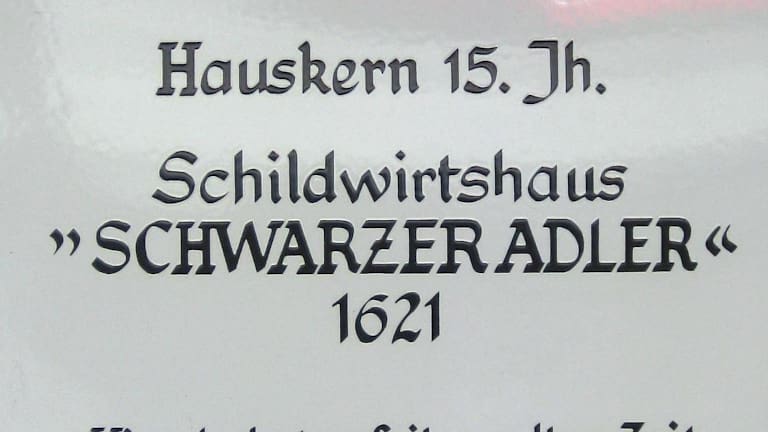 Hauskern 15. Jh.
Schildwirtshaus
”SCHWARZER ADLER“
1621